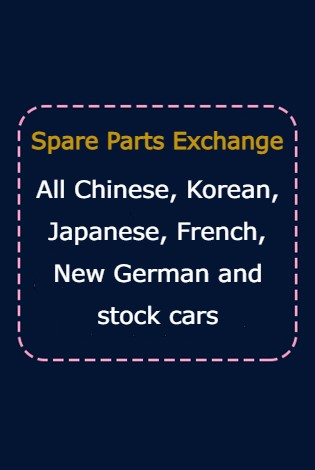 Spare Parts Exchange
All Chinese, Korean,
Japanese, French,
New German and
stock cars